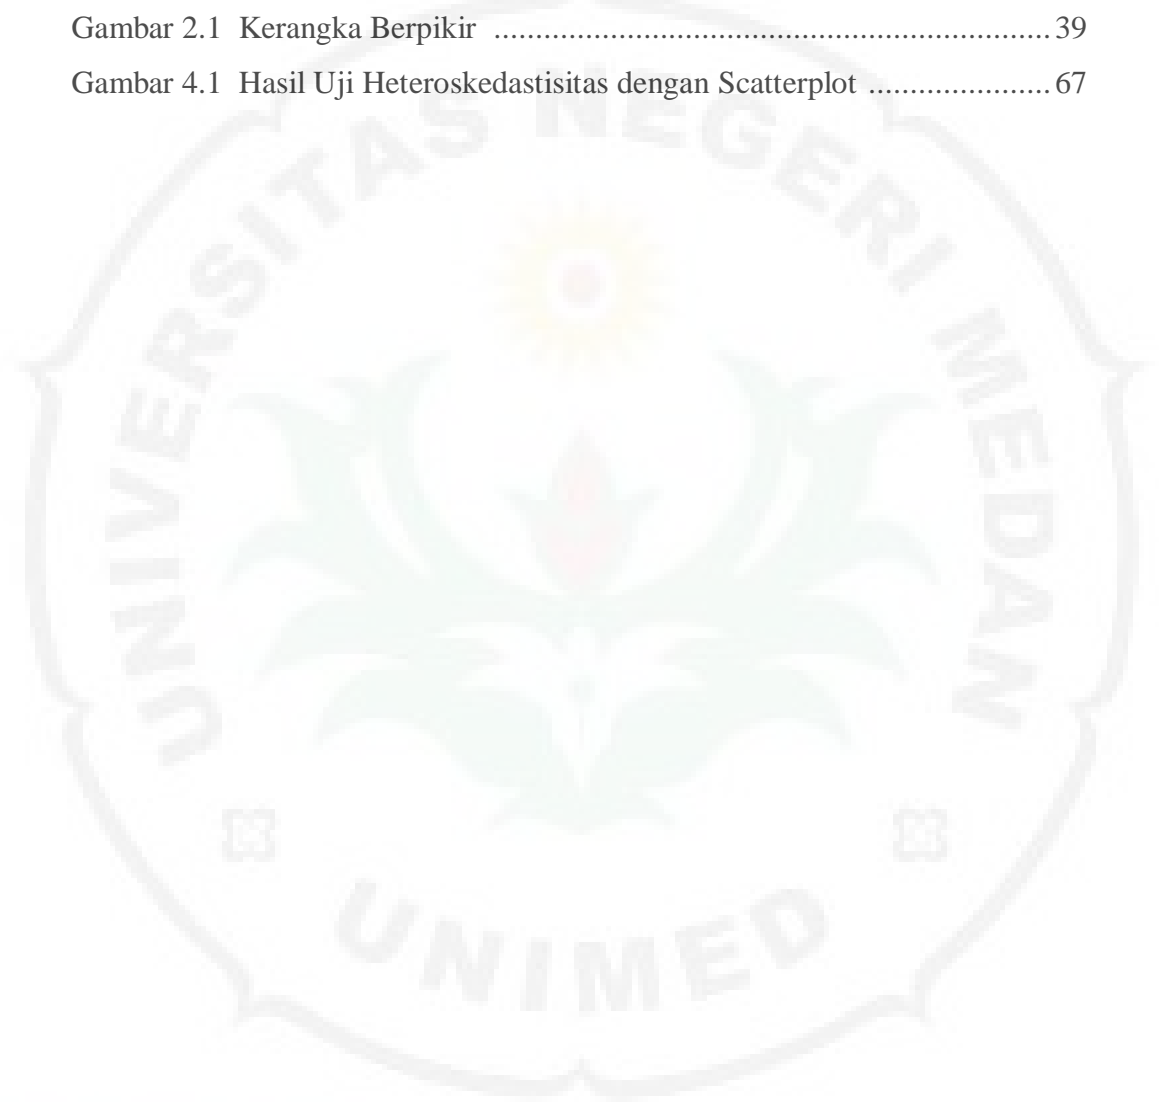 Gambar 2.1 Kerangka Berpikir .................................................................... 39
Gambar 4.1 Hasil Uji Heteroskedastisitas dengan Scatterplot ...................... 67
UNIVERSITAS NEGERI MEDAN
UNIMED